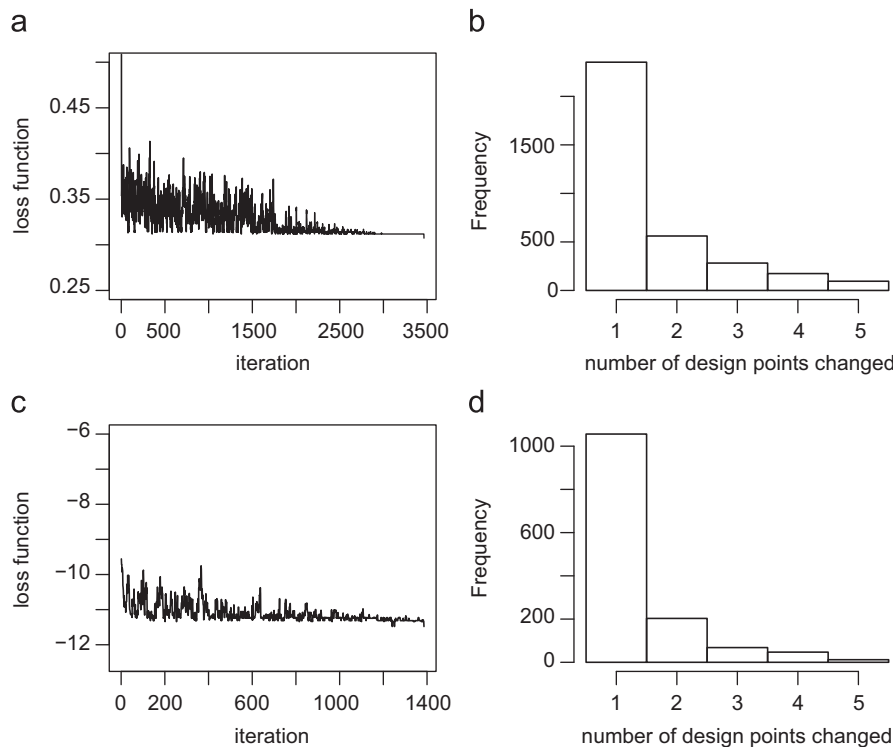 a
loss function
0.45
0.35
0.25
0 500 1500 2500 3500
iteration
b
Frequency
1500
500
0
1 2 3 4 5
number of design points changed
c
loss function
−6
−8
−10
−12
0 200 600 1000 1400
iteration
d
Frequency
1000
600
200
0
1 2 3 4 5
number of design points changed